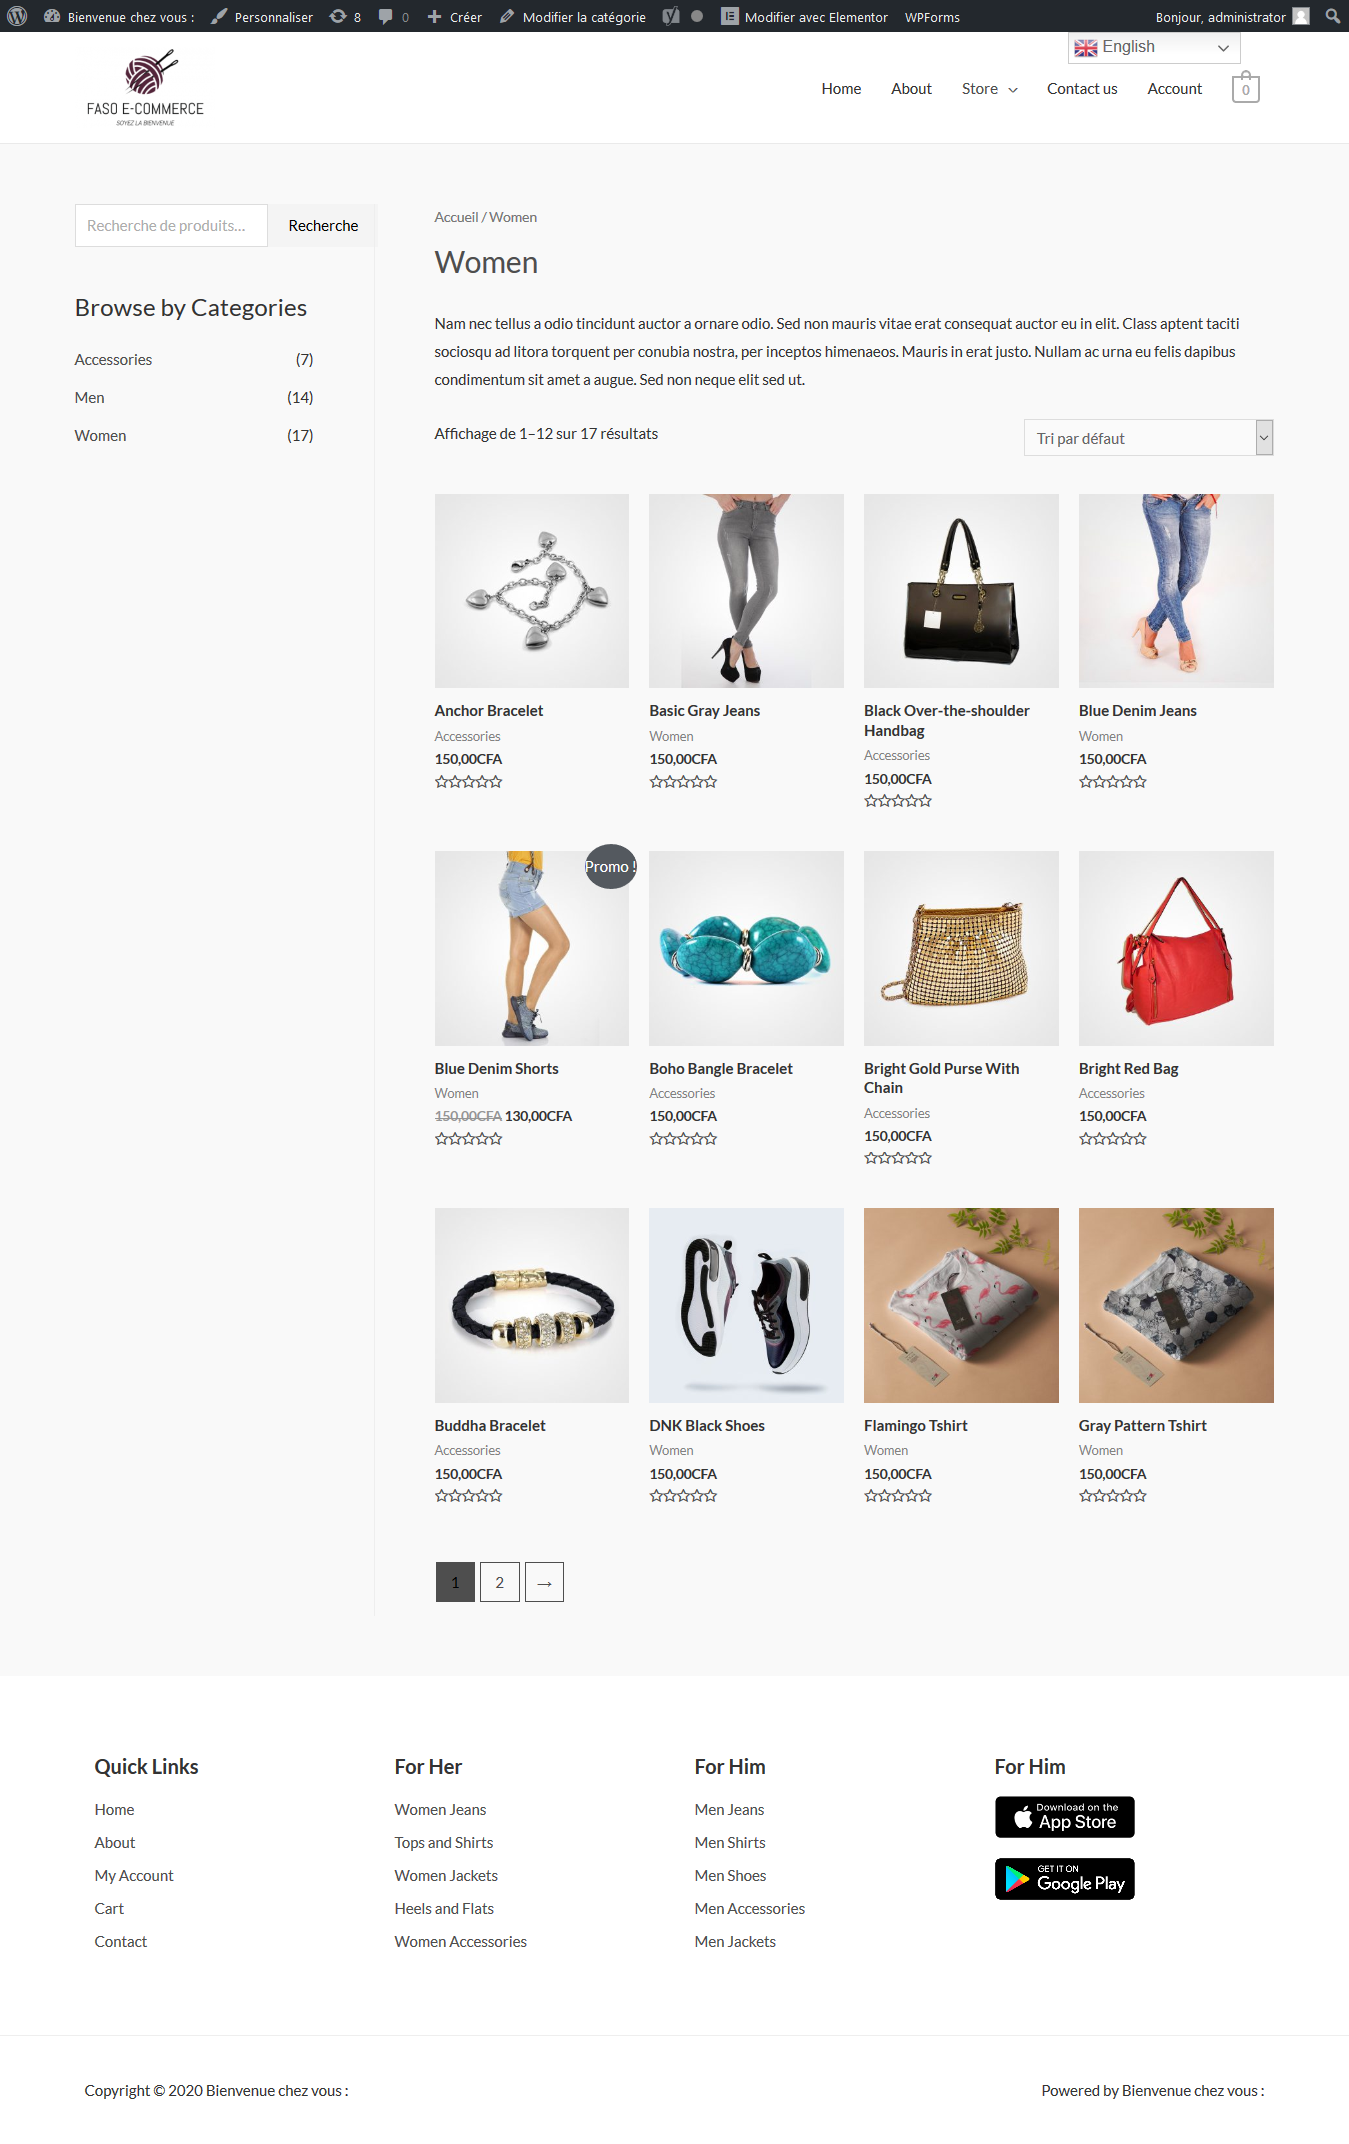 Bienvenue chez vous :
Personnaliser
8
0
Créer
Modifier la catégorie
Modifier avec Elementor
WPForms
Bonjour, administrator
English
FASO E-COMMERCE
SOYEZ LA BIENVENUE
Home
About
Store
Contact us
Account
0
Recherche de produits...
Recherche
Browse by Categories
Accessories (7)
Men (14)
Women (17)
Accueil / Women
Women
Nam nec tellus a odio tincidunt auctor a ornare odio. Sed non mauris vitae erat consequat auctor eu in elit. Class aptent taciti
sociosqu ad litora torquent per conubia nostra, per inceptos himenaeos. Mauris in erat justo. Nullam ac urna eu felis dapibus
condimentum sit amet a augue. Sed non neque elit sed ut.
Affichage de 1–12 sur 17 résultats
Tri par défaut
Anchor Bracelet
Accessories
150,00CFA
Basic Gray Jeans
Women
150,00CFA
Black Over-the-shoulder
Handbag
Accessories
150,00CFA
Blue Denim Jeans
Women
150,00CFA
Promo !
Blue Denim Shorts
Women
150,00CFA 130,00CFA
Boho Bangle Bracelet
Accessories
150,00CFA
Bright Gold Purse With
Chain
Accessories
150,00CFA
Bright Red Bag
Accessories
150,00CFA
Buddha Bracelet
Accessories
150,00CFA
DNK Black Shoes
Women
150,00CFA
Flamingo Tshirt
Women
150,00CFA
Gray Pattern Tshirt
Women
150,00CFA
1 2 →
Quick Links
Home
About
My Account
Cart
Contact
For Her
Women Jeans
Tops and Shirts
Women Jackets
Heels and Flats
Women Accessories
For Him
Men Jeans
Men Shirts
Men Shoes
Men Accessories
Men Jackets
For Him
Download on the
App Store
GET IT ON
Google Play
Copyright © 2020 Bienvenue chez vous :
Powered by Bienvenue chez vous :